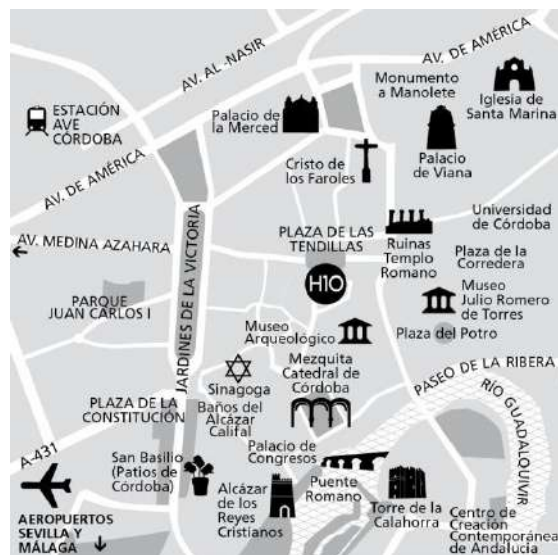 AV. AL -NASIR
AV. DE AMÉRICA
Monumento
a Manolete
Iglesia de
Santa Marina
ESTACIÓN
AVE
CÓRDOBA
Palacio de
la Merced
Cristo de
los Faroles
Palacio
de Viana
AV. DE AMÉRICA
Universidad
de Córdoba
PLAZA DE LAS
TENDILLAS
AV. MEDINA AZAHARA
Ruinas
Templo
Romano
Plaza de la
Corredera
H10
JARDINES DE LA VICTORIA
PARQUE
JUAN CARLOS I
Museo
Julio Romero
de Torres
Museo
Arqueológico
Plaza del Potro
Mezquita
Catedral de
Córdoba
PASEO DE LA RIBERA
RÍO GUADALQUIVIR
Sinagoga
PLAZA DE LA
CONSTITUCIÓN
Baños del
Alcázar
Califal
A-431
San Basilio
(Patios de
Córdoba)
Palacio de
Congresos
Puente
Romano
Alcázar
de los
Reyes
Cristianos
Torre de la
Calahorra
Centro de
Creación
Contemporánea
de Andalucía
AEROPUERTOS
SEVILLA Y
MÁLAGA